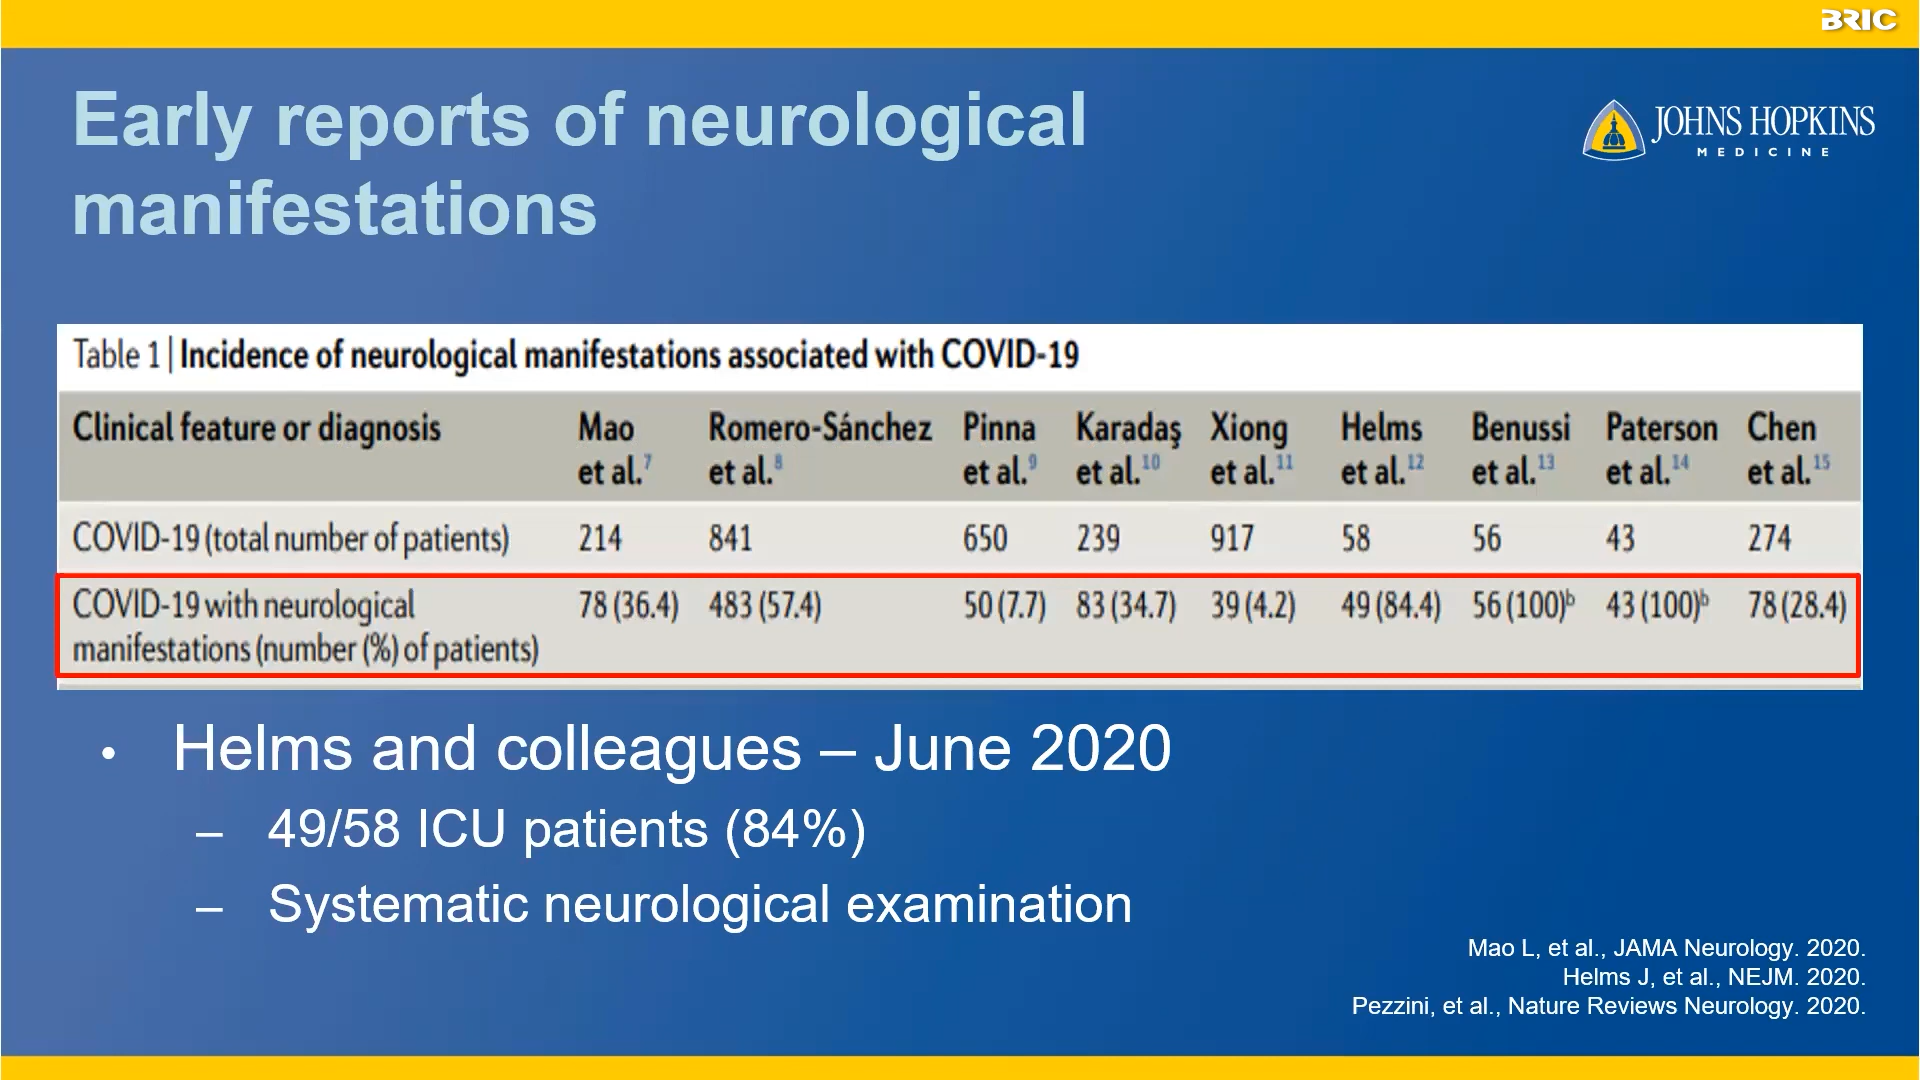 BRIC
Early reports of neurological
manifestations
JOHNS HOPKINS
MEDICINE
Table 1 | Incidence of neurological manifestations associated with COVID-19
Clinical feature or diagnosis Mao et al.7 Romero-Sánchez et al.8 Pinna et al.9 Karadaş et al.10 Xiong et al.11 Helms et al.12 Benussi et al.13 Paterson et al.14 Chen et al.15
COVID-19 (total number of patients) 214 841 650 239 917 58 56 43 274
COVID-19 with neurological manifestations (number (%) of patients) 78 (36.4) 483 (57.4) 50 (7.7) 83 (34.7) 39 (4.2) 49 (84.4) 56 (100)b 43 (100)b 78 (28.4)
• Helms and colleagues – June 2020
– 49/58 ICU patients (84%)
– Systematic neurological examination
Mao L, et al., JAMA Neurology. 2020.
Helms J, et al., NEJM. 2020.
Pezzini, et al., Nature Reviews Neurology. 2020.